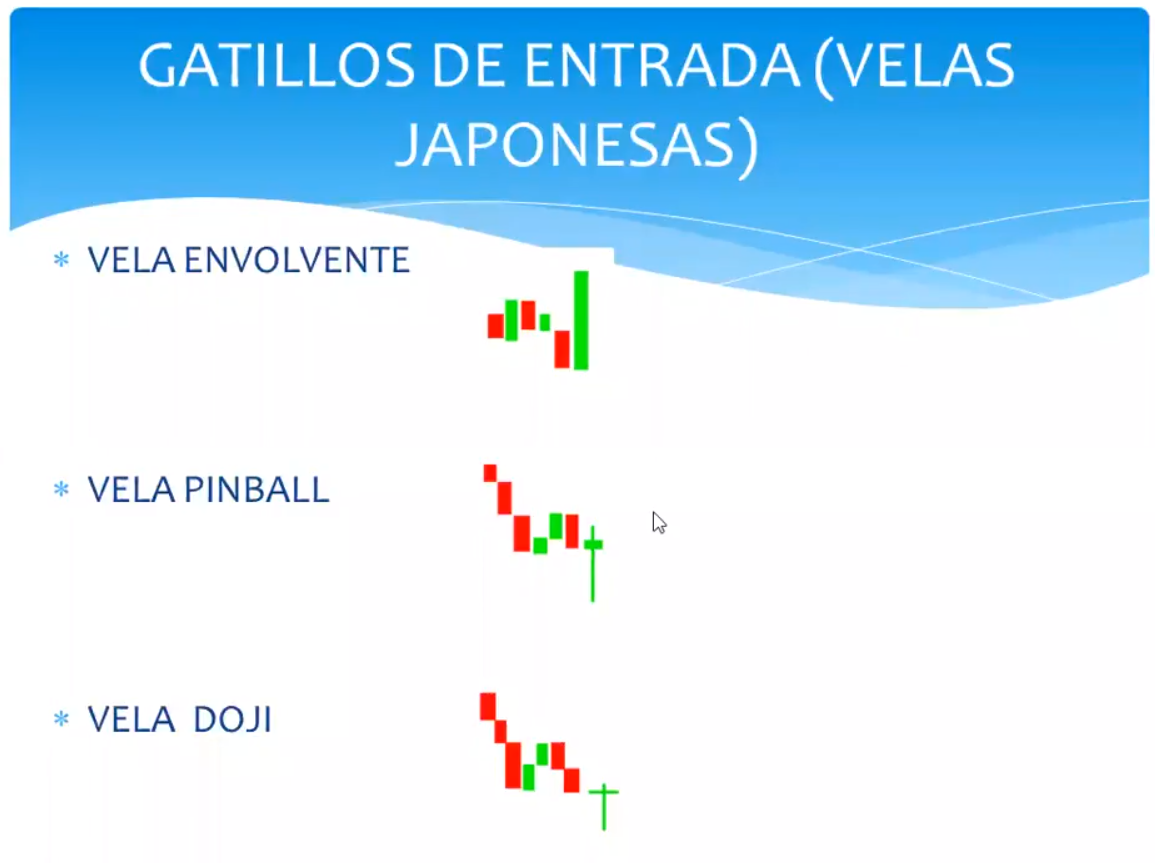 GATILLOS DE ENTRADA (VELAS
JAPONESAS)
* VELA ENVOLVENTE
* VELA PINBALL
* VELA DOJI